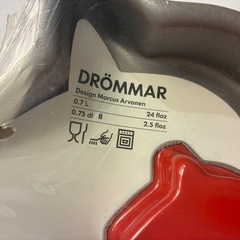 DRÖMMAR
Design Marcus Arvonen
0.7 L 24 floz
0.75 dl 2.5 floz